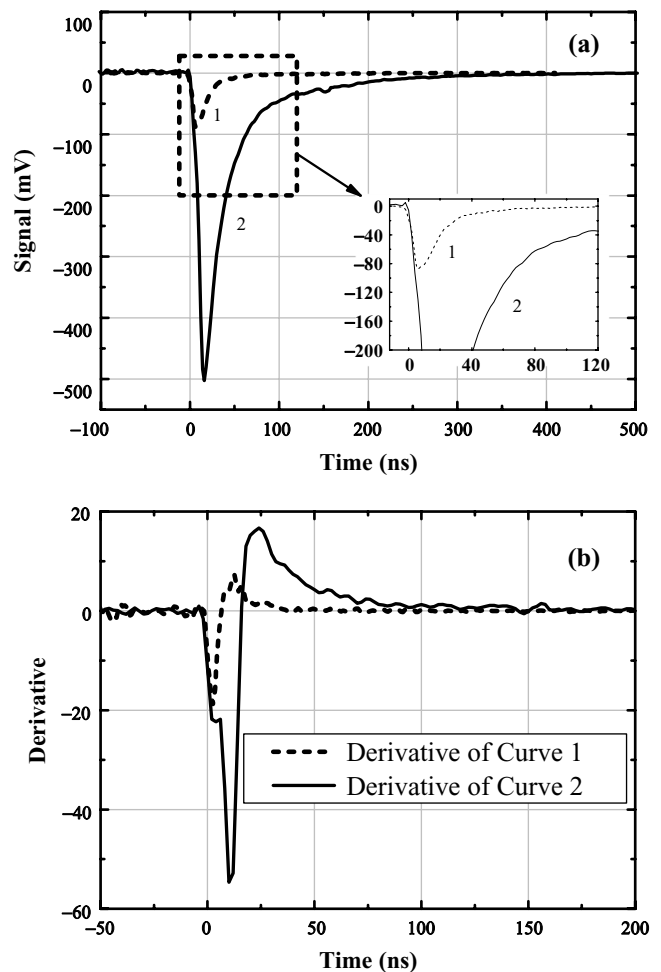 (a)
100
0
−100
−200
−300
−400
−500
Signal (mV)
1
2
0
−40
−80
−120
−160
−200
1
2
0 40 80 120
−100 0 100 200 300 400 500
Time (ns)
(b)
20
0
−20
−40
−60
Derivative
Derivative of Curve 1
Derivative of Curve 2
−50 0 50 100 150 200
Time (ns)